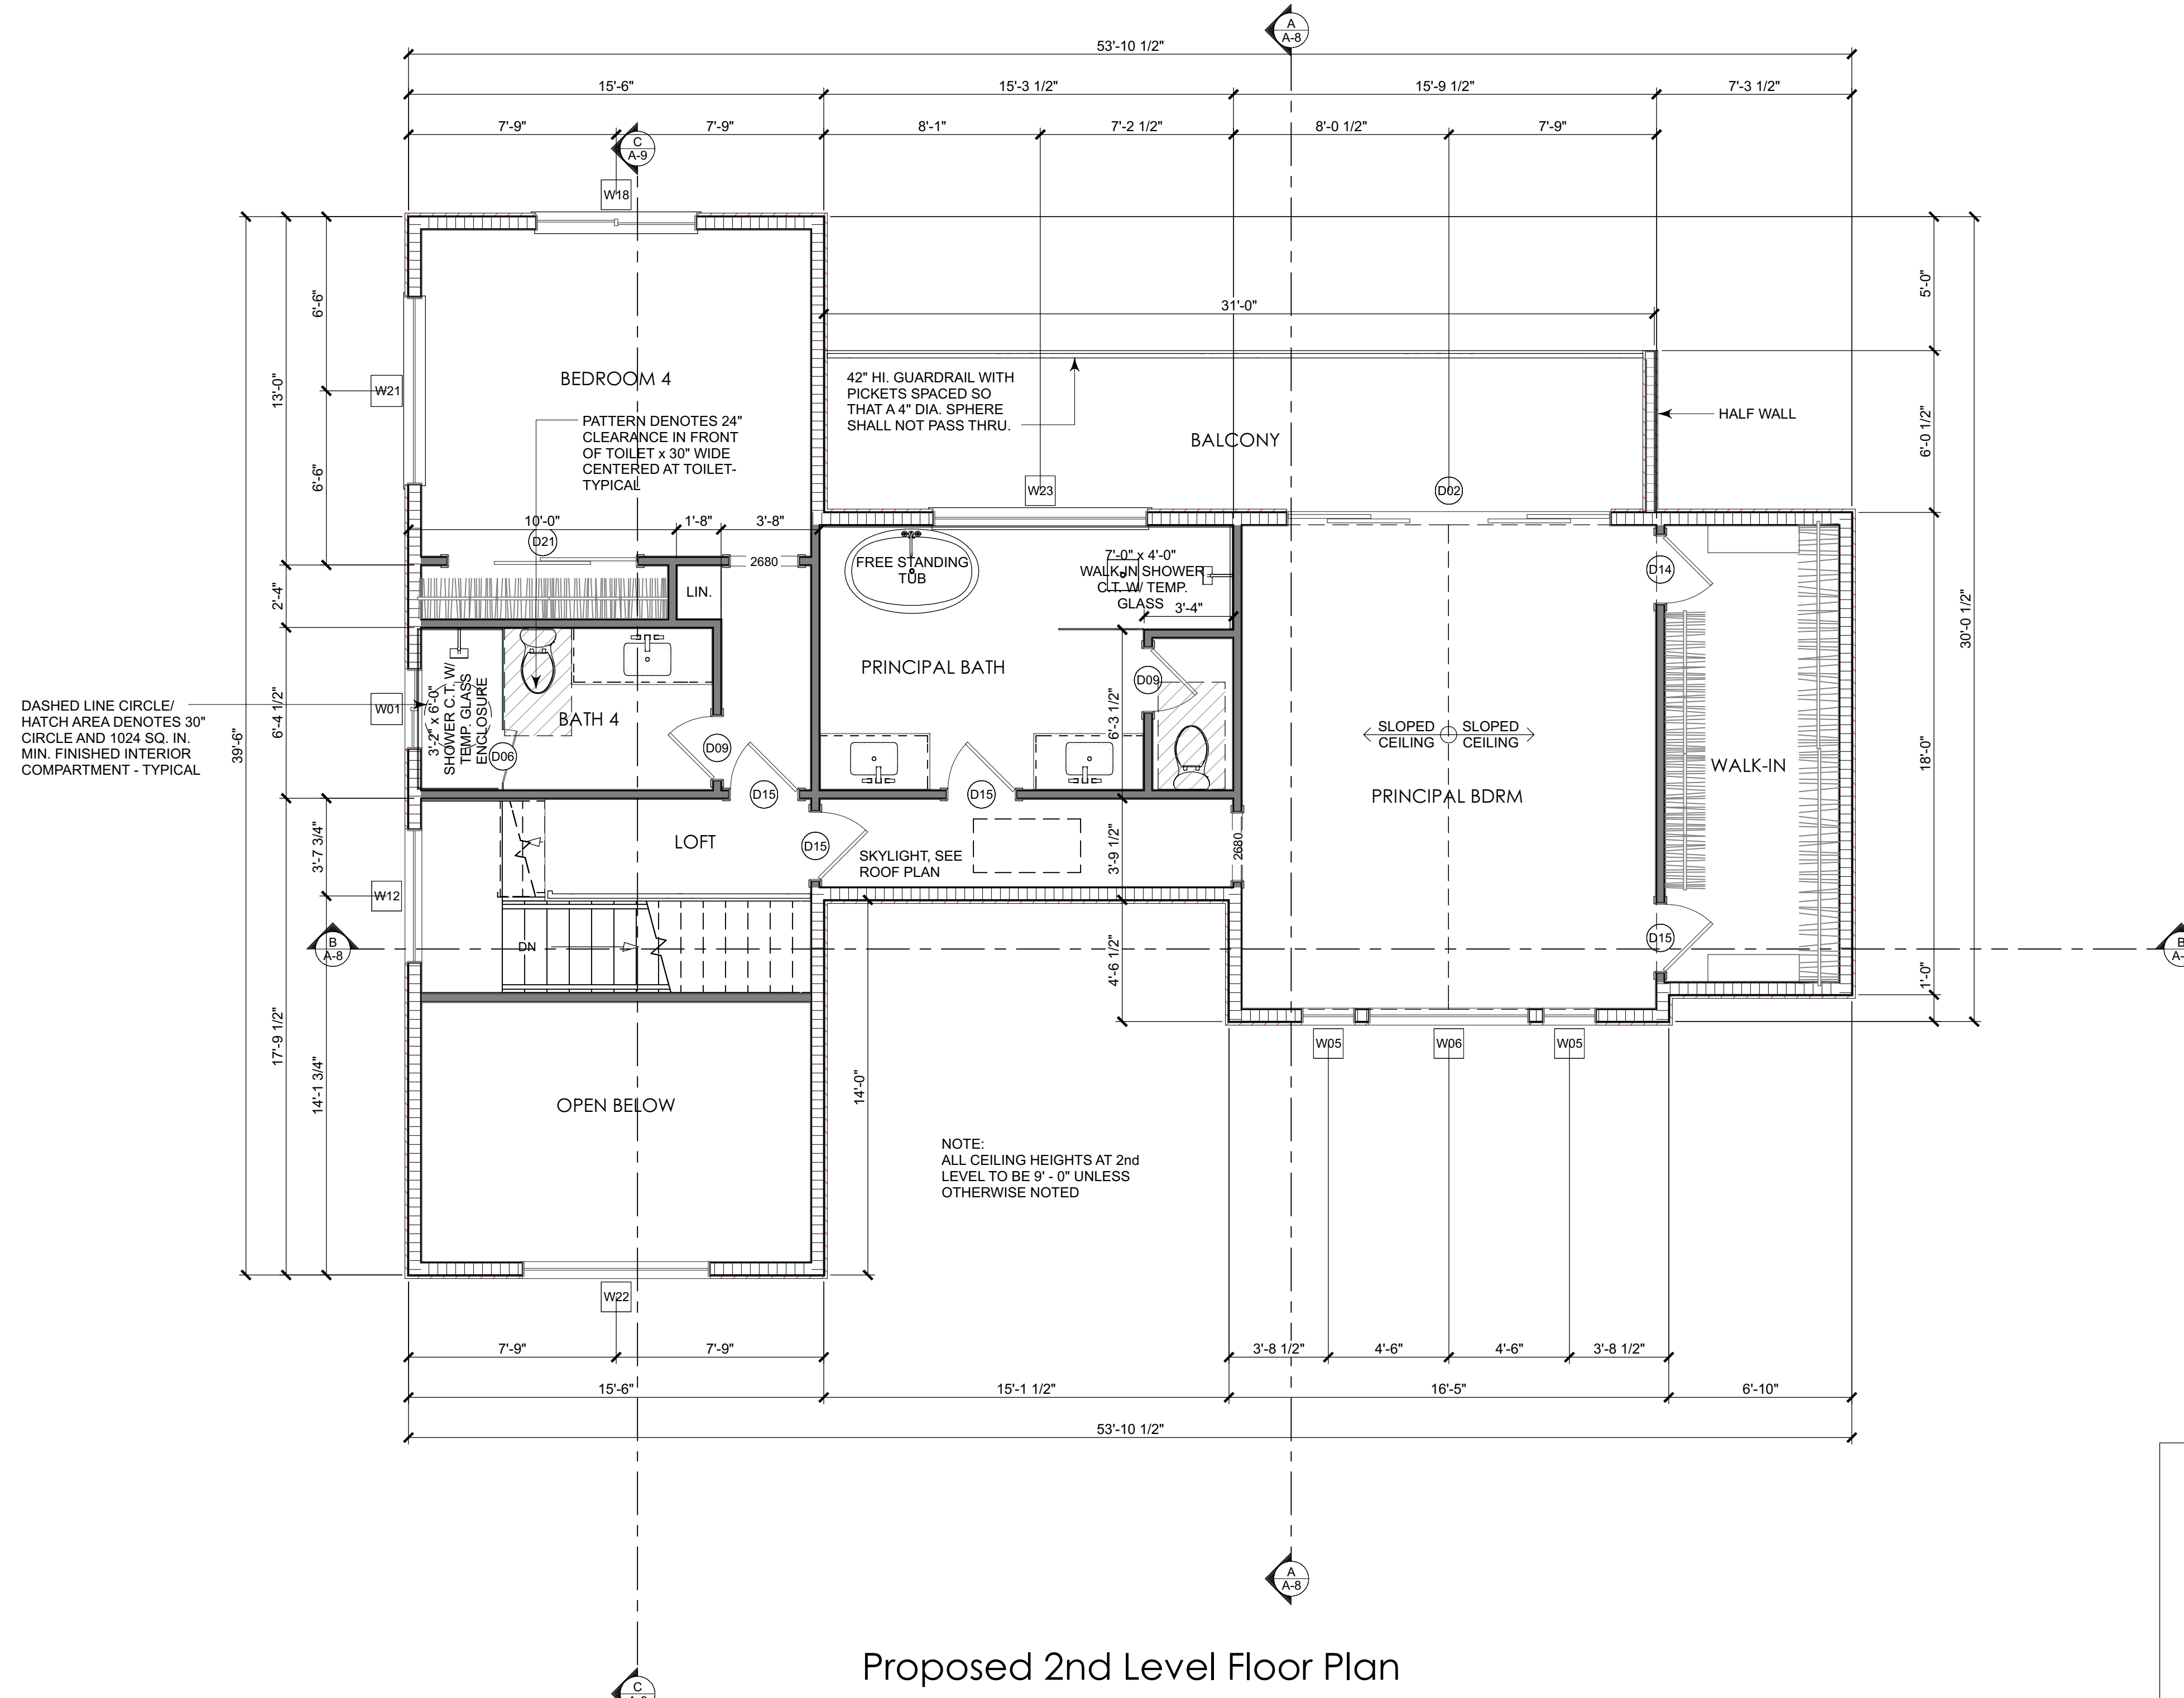 A
A-8
53'-10 1/2"
15'-6"
15'-3 1/2"
15'-9 1/2"
7'-3 1/2"
7'-9"
7'-9"
8'-1"
7'-2 1/2"
8'-0 1/2"
7'-9"
C
A-9
W18
31'-0"
5'-0"
6'-6"
13'-0"
W21
BEDROOM 4
PATTERN DENOTES 24"
CLEARANCE IN FRONT
OF TOILET x 30" WIDE
CENTERED AT TOILET-
TYPICAL
42" HI. GUARDRAIL WITH
PICKETS SPACED SO
THAT A 4" DIA. SPHERE
SHALL NOT PASS THRU.
BALCONY
HALF WALL
6'-0 1/2"
30'-0 1/2"
6'-6"
W23
D02
10'-0"
1'-8"
3'-8"
D21
2680
FREE STANDING
TUB
7'-0" x 4'-0"
WALK-IN SHOWER
C.T. W/ TEMP.
GLASS
3'-4"
D14
2'-4"
LIN.
PRINCIPAL BATH
D09
6'-3 1/2"
DASHED LINE CIRCLE/
HATCH AREA DENOTES 30"
CIRCLE AND 1024 SQ. IN.
MIN. FINISHED INTERIOR
COMPARTMENT - TYPICAL
39'-6"
6'-4 1/2"
W01
3'-2" x 6'-0"
SHOWER C.T. W/
TEMP. GLASS
ENCLOSURE
BATH 4
D06
D09
D15
D15
SLOPED
CEILING
SLOPED
CEILING
WALK-IN
18'-0"
PRINCIPAL BDRM
3'-7 3/4"
LOFT
D15
SKYLIGHT, SEE
ROOF PLAN
3'-9 1/2"
2680
W12
B
A-8
DN
4'-6 1/2"
D15
B
1'-0"
17'-9 1/2"
14'-1 3/4"
W05
W06
W05
OPEN BELOW
14'-0"
NOTE:
ALL CEILING HEIGHTS AT 2nd
LEVEL TO BE 9' - 0" UNLESS
OTHERWISE NOTED
W22
7'-9"
7'-9"
3'-8 1/2"
4'-6"
4'-6"
3'-8 1/2"
15'-6"
15'-1 1/2"
16'-5"
6'-10"
53'-10 1/2"
A
A-8
Proposed 2nd Level Floor Plan
C